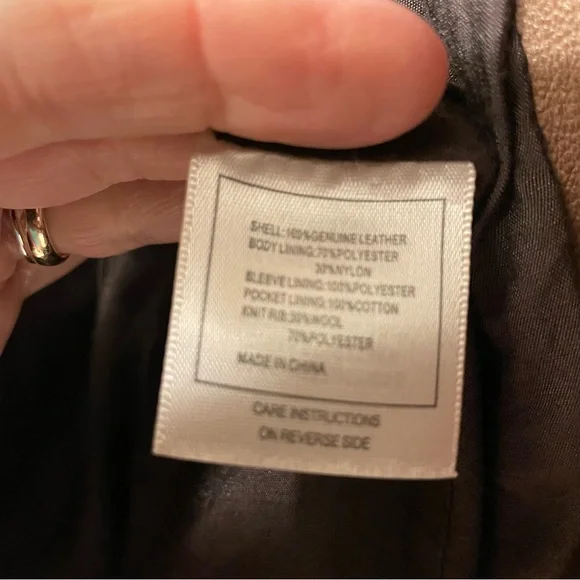 SHELL:100%GENUINE LEATHER
BODY LINING:70%POLYESTER
30%NYLON
SLEEVE LINING:100%POLYESTER
POCKET LINING:100%COTTON
KNIT RIB:30%WOOL
70%POLYESTER
MADE IN CHINA
CARE INSTRUCTIONS
ON REVERSE SIDE